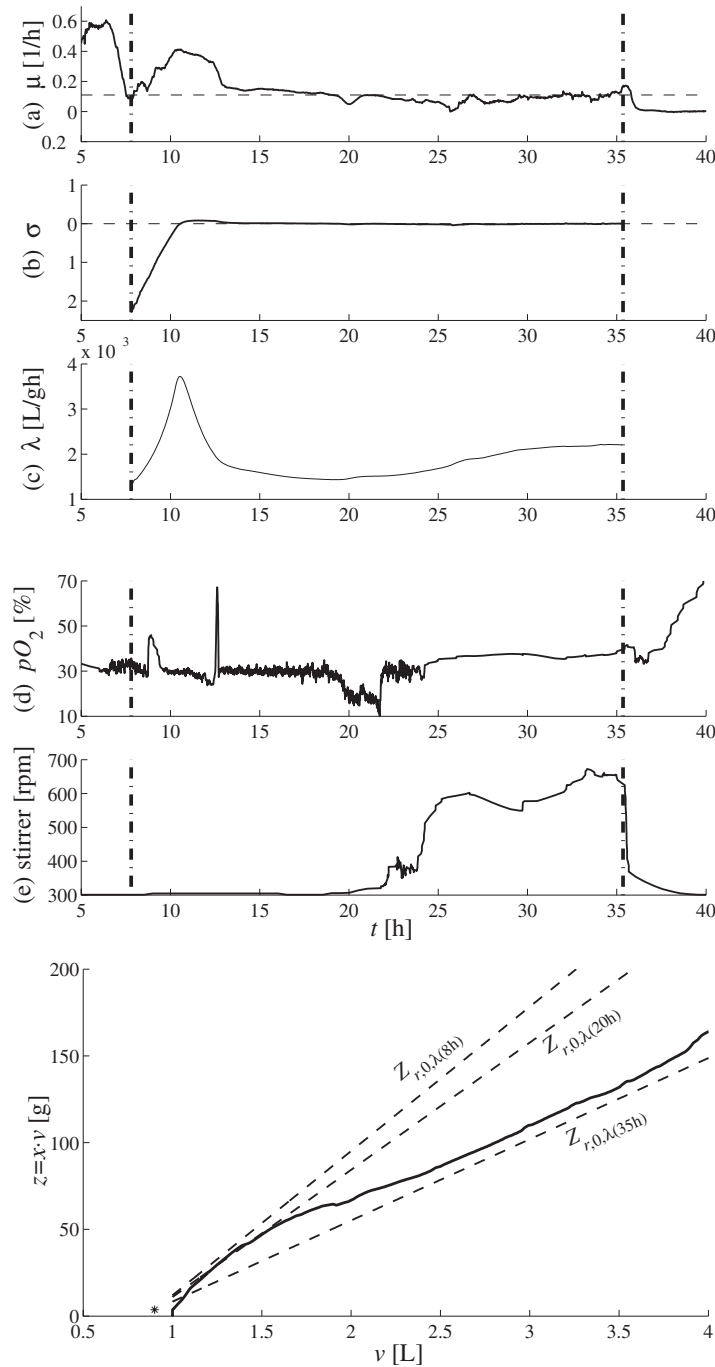 (a) μ [1/h]
0.6
0.4
0.2
0
0.2
5 10 15 20 25 30 35 40
(b) σ
1
0
1
2
5 10 15 20 25 30 35 40
x 10 3
(c) λ [L/gh]
4
3
2
1
5 10 15 20 25 30 35 40
(d) pO2 [%]
70
50
30
10
5 10 15 20 25 30 35 40
(e) stirrer [rpm]
700
600
500
400
300
5 10 15 20 25 30 35 40
t [h]
z=x·v [g]
200
150
100
50
0
Z r,0,λ(8h)
Z r,0,λ(20h)
Z r,0,λ(35h)
*
0.5 1 1.5 2 2.5 3 3.5 4
v [L]